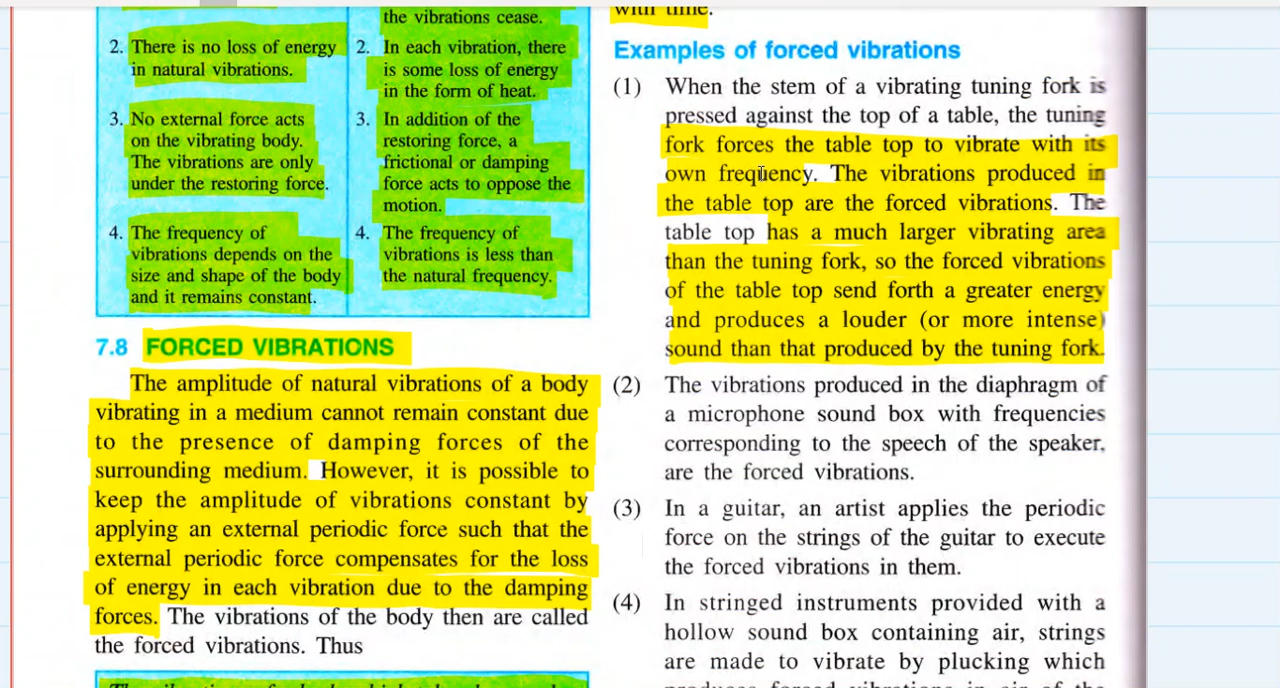 the vibrations cease.
2. There is no loss of energy
in natural vibrations.
2. In each vibration, there
is some loss of energy
in the form of heat.
3. No external force acts
on the vibrating body.
The vibrations are only
under the restoring force.
3. In addition of the
restoring force, a
frictional or damping
force acts to oppose the
motion.
4. The frequency of
vibrations depends on the
size and shape of the body
and it remains constant.
4. The frequency of
vibrations is less than
the natural frequency.
7.8 FORCED VIBRATIONS
The amplitude of natural vibrations of a body
vibrating in a medium cannot remain constant due
to the presence of damping forces of the
surrounding medium. However, it is possible to
keep the amplitude of vibrations constant by
applying an external periodic force such that the
external periodic force compensates for the loss
of energy in each vibration due to the damping
forces. The vibrations of the body then are called
the forced vibrations. Thus
with time.
Examples of forced vibrations
(1) When the stem of a vibrating tuning fork is
pressed against the top of a table, the tuning
fork forces the table top to vibrate with its
own frequency. The vibrations produced in
the table top are the forced vibrations. The
table top has a much larger vibrating area
than the tuning fork, so the forced vibrations
of the table top send forth a greater energy
and produces a louder (or more intense)
sound than that produced by the tuning fork.
(2) The vibrations produced in the diaphragm of
a microphone sound box with frequencies
corresponding to the speech of the speaker,
are the forced vibrations.
(3) In a guitar, an artist applies the periodic
force on the strings of the guitar to execute
the forced vibrations in them.
(4) In stringed instruments provided with a
hollow sound box containing air, strings
are made to vibrate by plucking which